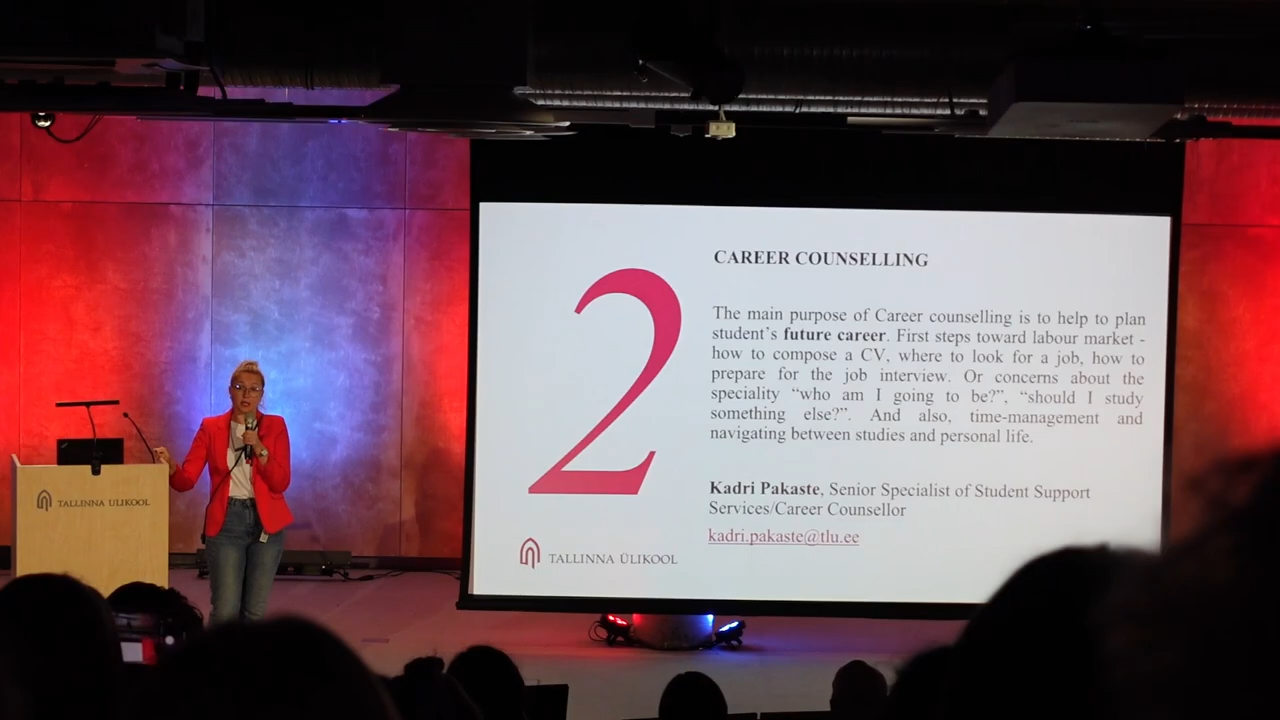 CAREER COUNSELLING
2
The main purpose of Career counselling is to help to plan
student's future career. First steps toward labour market -
how to compose a CV, where to look for a job, how to
prepare for the job interview. Or concerns about the
speciality “who am I going to be?”, “should I study
something else?”. And also, time-management and
navigating between studies and personal life.
Kadri Pakaste, Senior Specialist of Student Support
Services/Career Counsellor
kadri.pakaste@tlu.ee
TALLINNA ÜLIKOOL
TALLINNA ÜLIKOOL